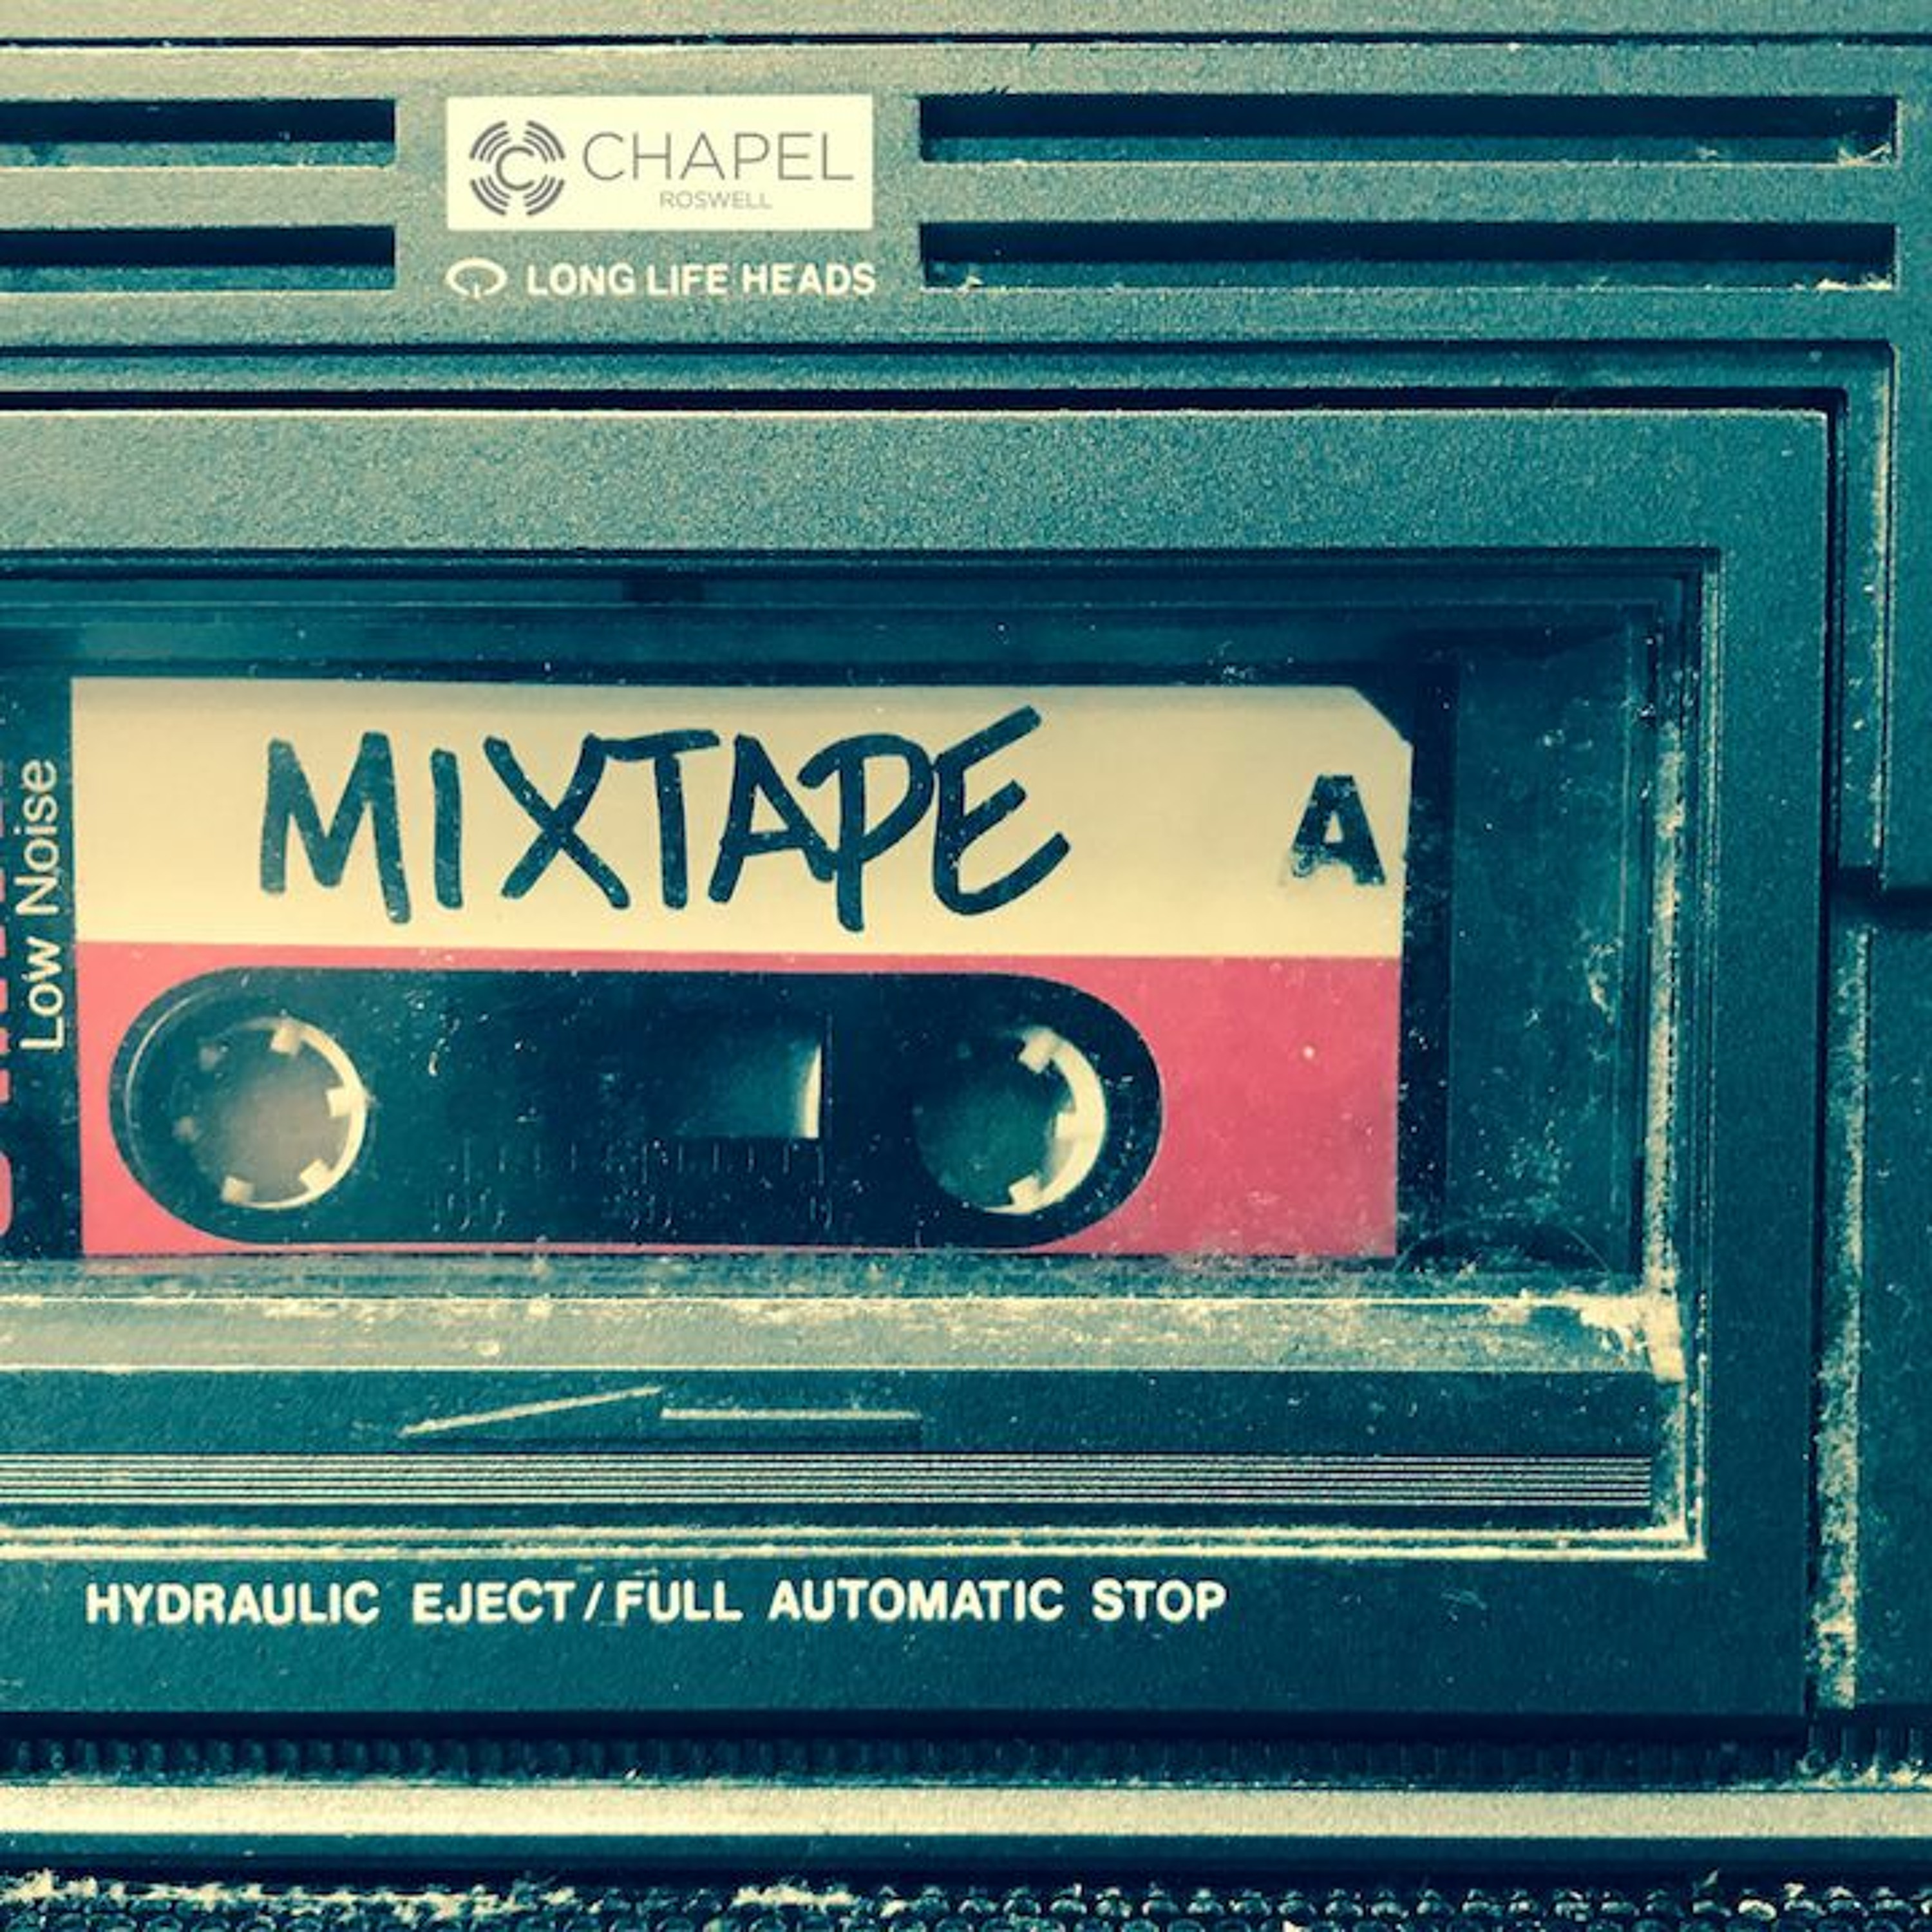 CHAPEL
ROSWELL
LONG LIFE HEADS
MIXTAPE
A
Low Noise
HYDRAULIC EJECT/FULL AUTOMATIC STOP